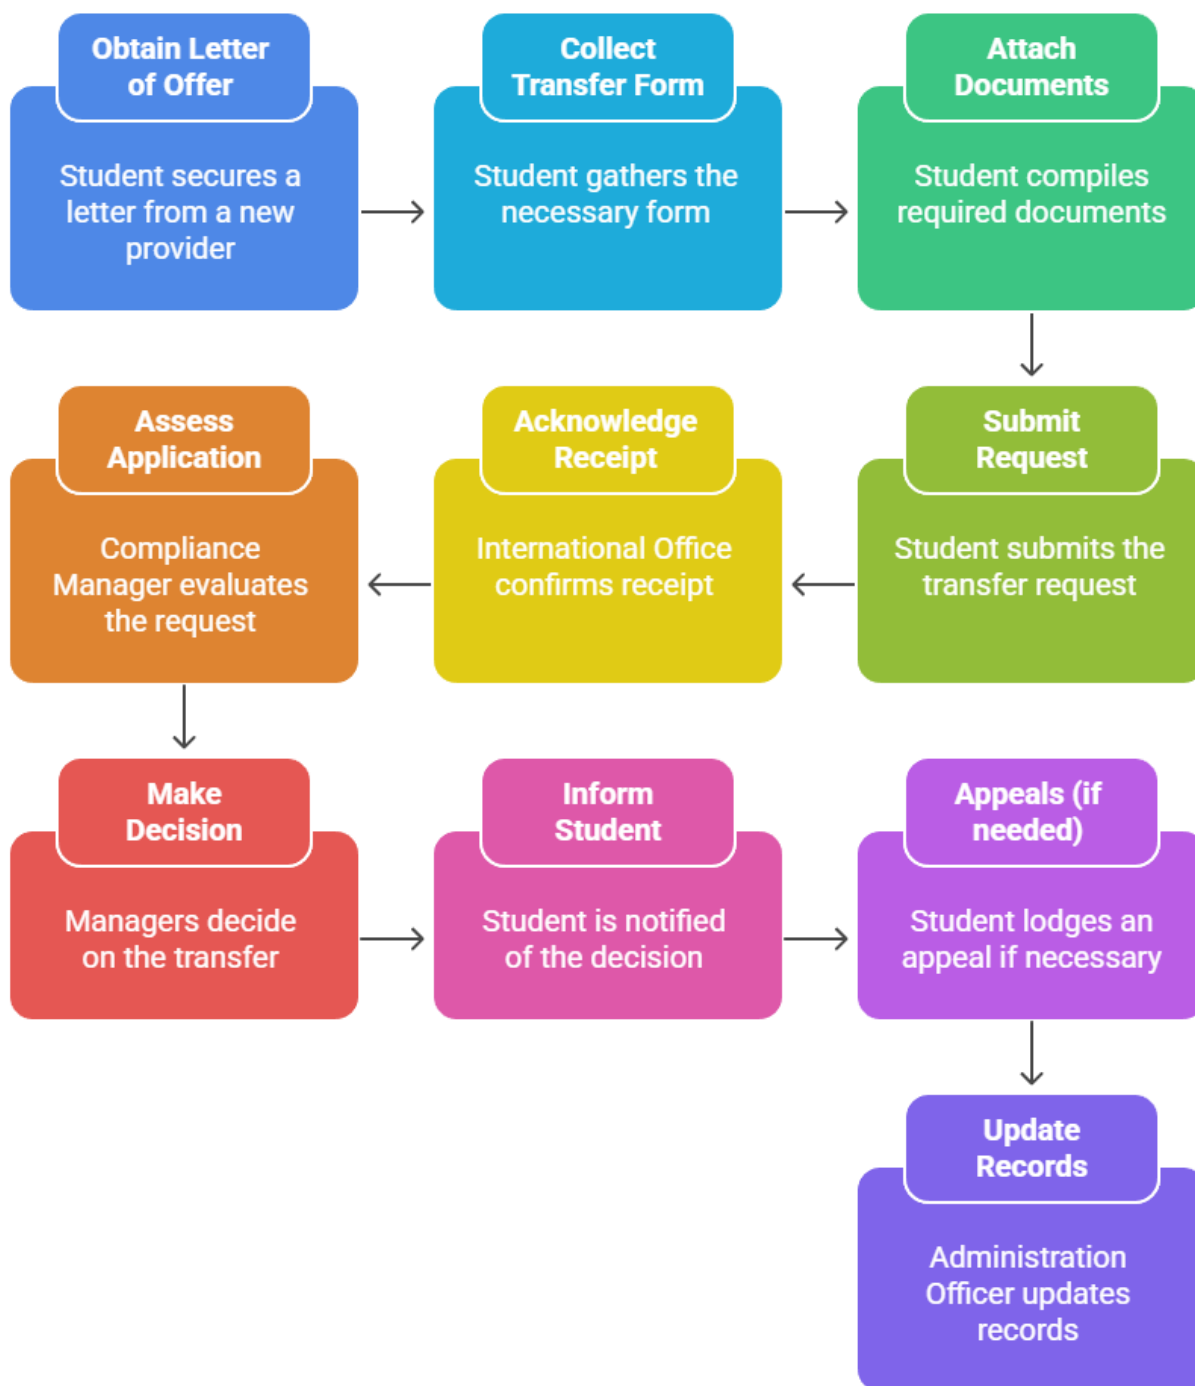 Obtain Letter
of Offer
Student secures a
letter from a new
provider
Collect
Transfer Form
Student gathers the
necessary form
Attach
Documents
Student compiles
required documents
Submit
Request
Student submits the
transfer request
Acknowledge
Receipt
International Office
confirms receipt
Assess
Application
Compliance
Manager evaluates
the request
Make
Decision
Managers decide
on the transfer
Inform
Student
Student is notified
of the decision
Appeals (if
needed)
Student lodges an
appeal if necessary
Update
Records
Administration
Officer updates
records